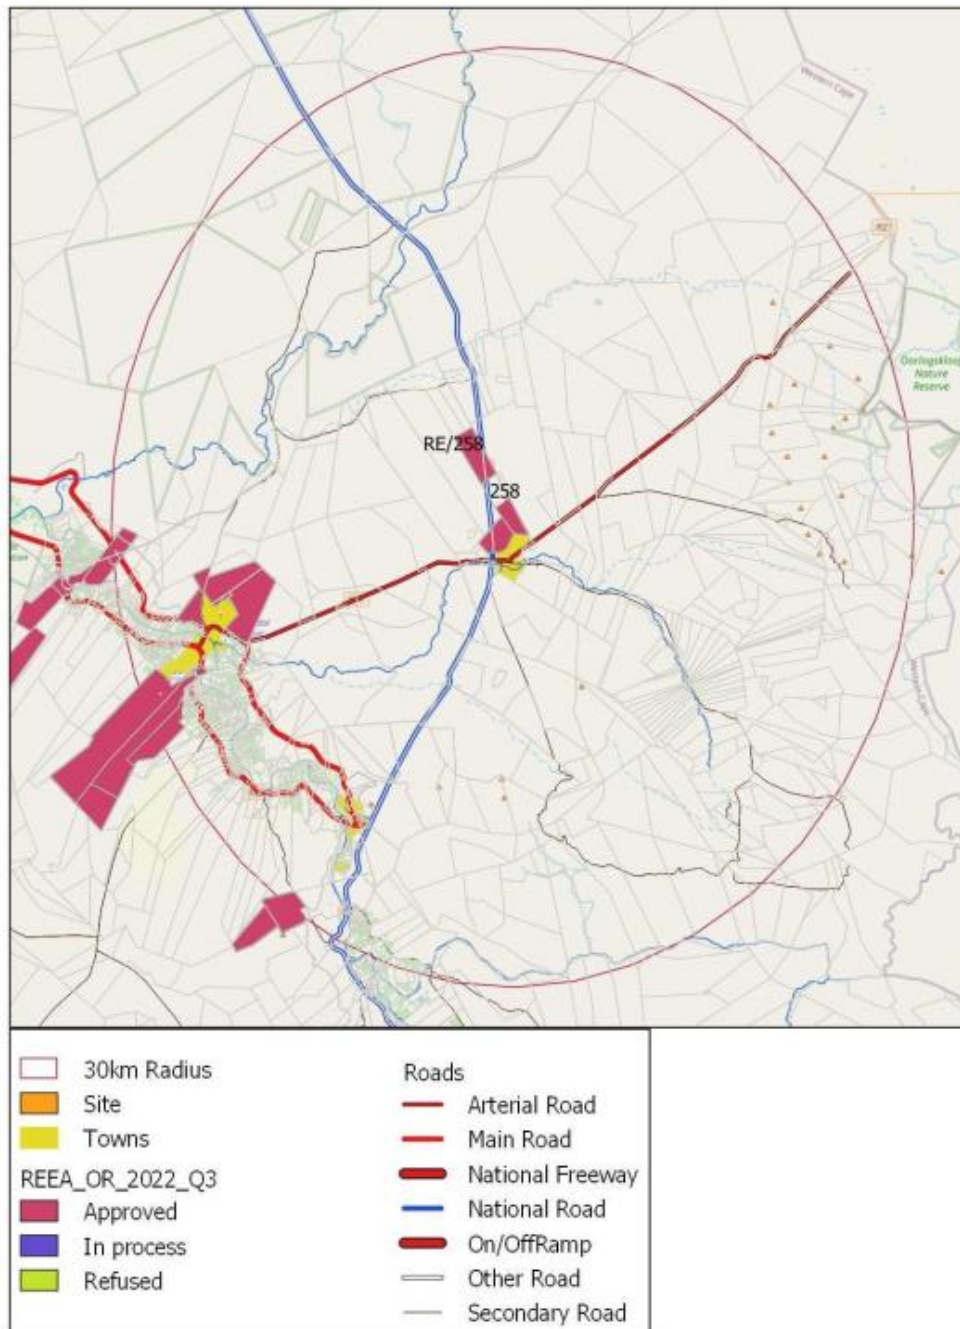 Western Cape
R27
Nature
Reserve
RE/258
258
30km Radius
Site
Towns
REEA_OR_2022_Q3
Approved
In process
Refused
Roads
Arterial Road
Main Road
National Freeway
National Road
On/OffRamp
Other Road
Secondary Road